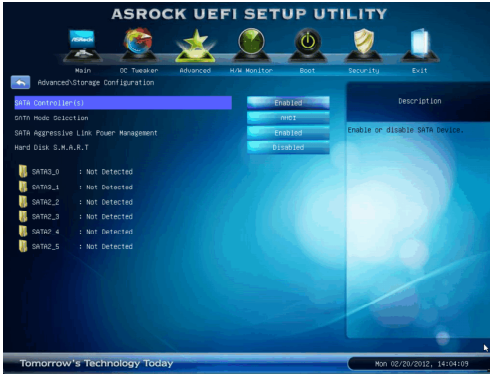 ASROCK UEFI SETUP UTILITY
ASRock
Main OC Tweaker Advanced H/W Monitor Boot Security Exit
Advanced\Storage Configuration
SATA Controller(s) Enabled
SATA Mode Selection AHCI
SATA Aggressive Link Power Management Enabled
Hard Disk S.M.A.R.T Disabled
SATA3_0 : Not Detected
SATA3_1 : Not Detected
SATA2_2 : Not Detected
SATA2_3 : Not Detected
SATA2_4 : Not Detected
SATA2_5 : Not Detected
Description
Enable or disable SATA Device.
Tomorrow's Technology Today
Mon 02/20/2012, 14:04:09